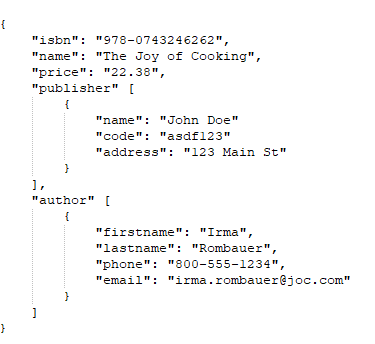 {
"isbn": "978-0743246262",
"name": "The Joy of Cooking",
"price": "22.38",
"publisher" [
{
"name": "John Doe"
"code": "asdf123"
"address": "123 Main St"
}
],
"author" [
{
"firstname": "Irma",
"lastname": "Rombauer",
"phone": "800-555-1234",
"email": "irma.rombauer@joc.com"
}
]
}